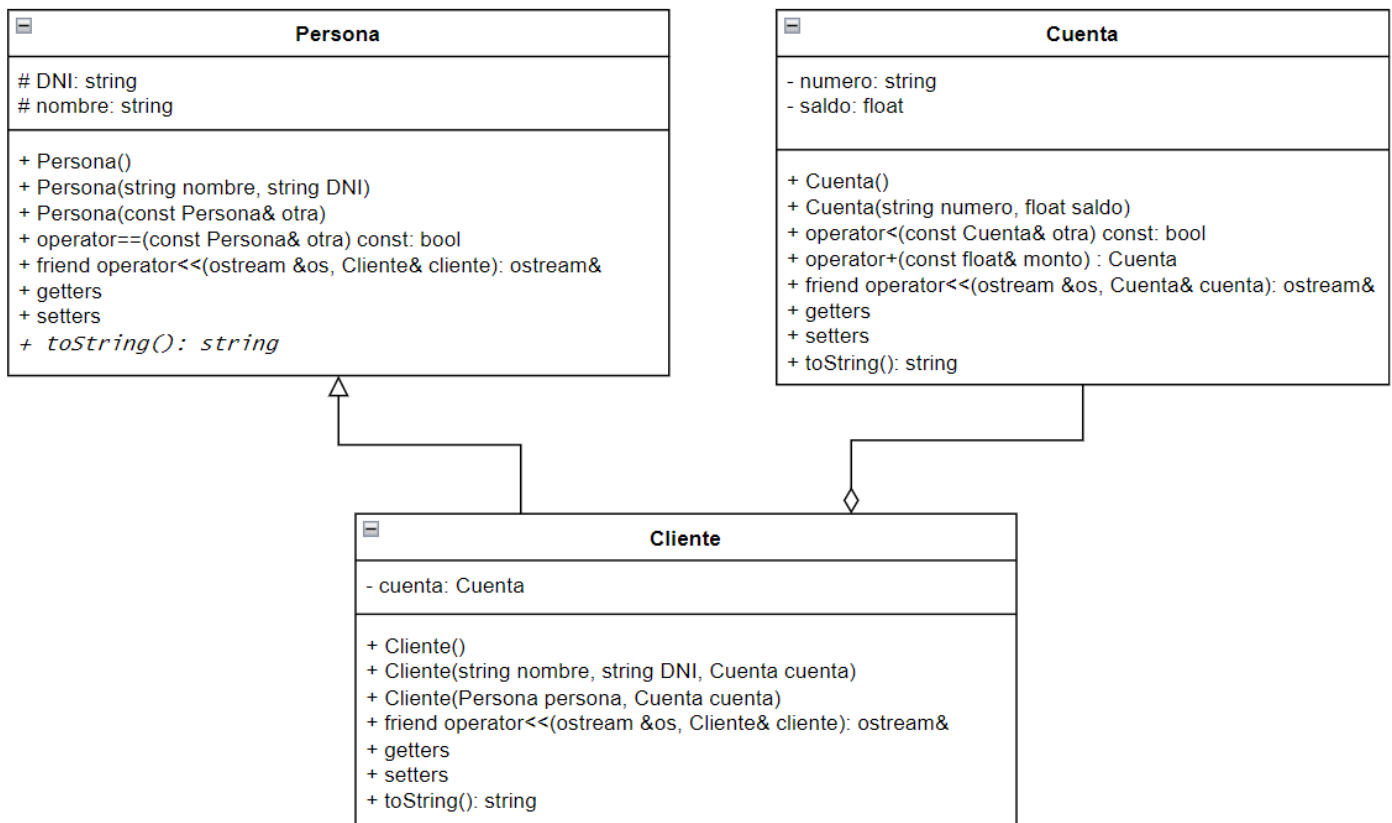 Persona
# DNI: string
# nombre: string
+ Persona()
+ Persona(string nombre, string DNI)
+ Persona(const Persona& otra)
+ operator==(const Persona& otra) const: bool
+ friend operator<<(ostream &os, Cliente& cliente): ostream&
+ getters
+ setters
+ toString(): string
Cuenta
- numero: string
- saldo: float
+ Cuenta()
+ Cuenta(string numero, float saldo)
+ operator<(const Cuenta& otra) const: bool
+ operator+(const float& monto) : Cuenta
+ friend operator<<(ostream &os, Cuenta& cuenta): ostream&
+ getters
+ setters
+ toString(): string
Cliente
- cuenta: Cuenta
+ Cliente()
+ Cliente(string nombre, string DNI, Cuenta cuenta)
+ Cliente(Persona persona, Cuenta cuenta)
+ friend operator<<(ostream &os, Cliente& cliente): ostream&
+ getters
+ setters
+ toString(): string